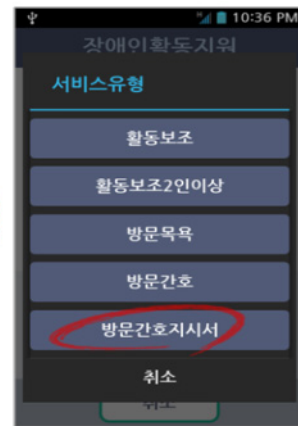 10:36 PM
장애인활동지원
서비스유형
활동보조
활동보조2인이상
방문목욕
방문간호
방문간호지시서
취소
취소